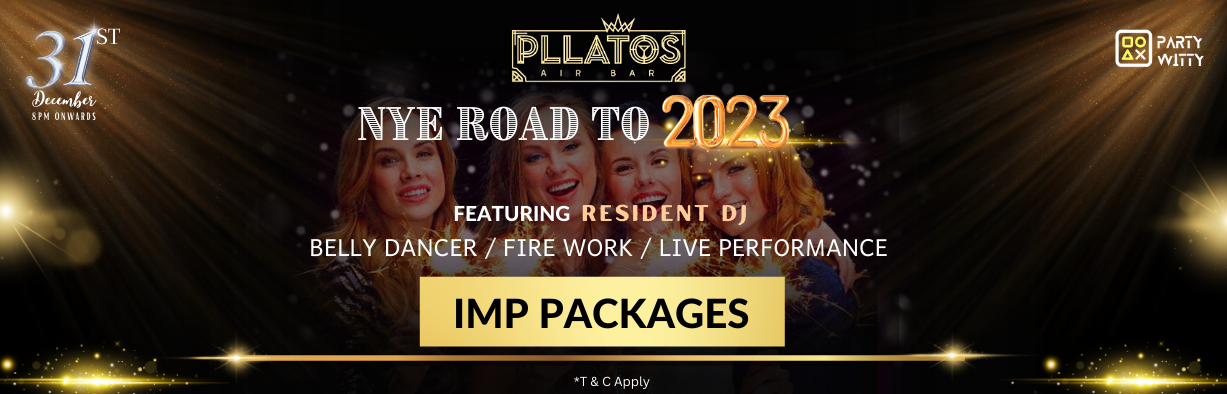 31ST
December
8PM ONWARDS
PLLATOS
AIR BAR
PARTY
WITTY
NYE ROAD TO 2023
FEATURING RESIDENT DJ
BELLY DANCER / FIRE WORK / LIVE PERFORMANCE
IMP PACKAGES
*T & C Apply